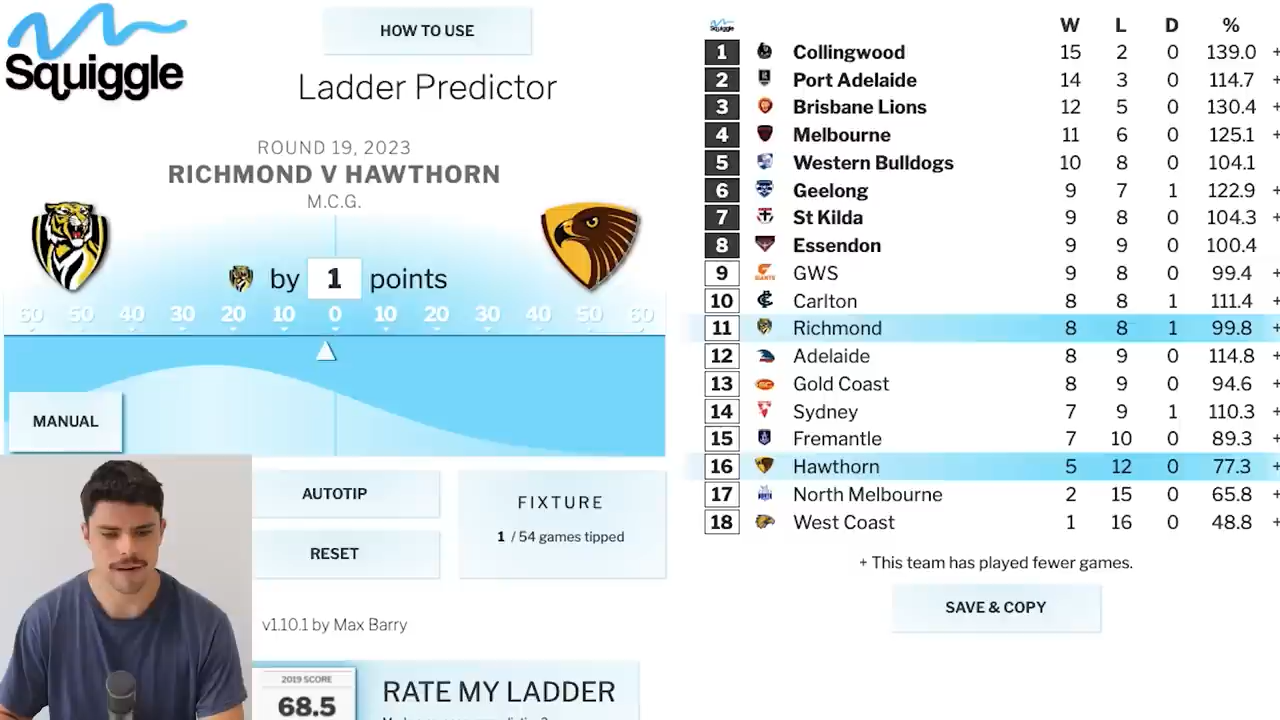 Squiggle
HOW TO USE
Ladder Predictor
ROUND 19, 2023
RICHMOND V HAWTHORN
M.C.G.
by 1 points
60 50 40 30 20 10 0 10 20 30 40 50 60
MANUAL
AUTOTIP
RESET
FIXTURE
1 / 54 games tipped
v1.10.1 by Max Barry
2019 SCORE
68.5
RATE MY LADDER
Squiggle W L D %
1 Collingwood 15 2 0 139.0 +
2 Port Adelaide 14 3 0 114.7 +
3 Brisbane Lions 12 5 0 130.4 +
4 Melbourne 11 6 0 125.1 +
5 Western Bulldogs 10 8 0 104.1
6 Geelong 9 7 1 122.9 +
7 St Kilda 9 8 0 104.3 +
8 Essendon 9 9 0 100.4
9 GWS 9 8 0 99.4 +
10 Carlton 8 8 1 111.4 +
11 Richmond 8 8 1 99.8 +
12 Adelaide 8 9 0 114.8 +
13 Gold Coast 8 9 0 94.6 +
14 Sydney 7 9 1 110.3 +
15 Fremantle 7 10 0 89.3 +
16 Hawthorn 5 12 0 77.3 +
17 North Melbourne 2 15 0 65.8 +
18 West Coast 1 16 0 48.8 +
+ This team has played fewer games.
SAVE & COPY